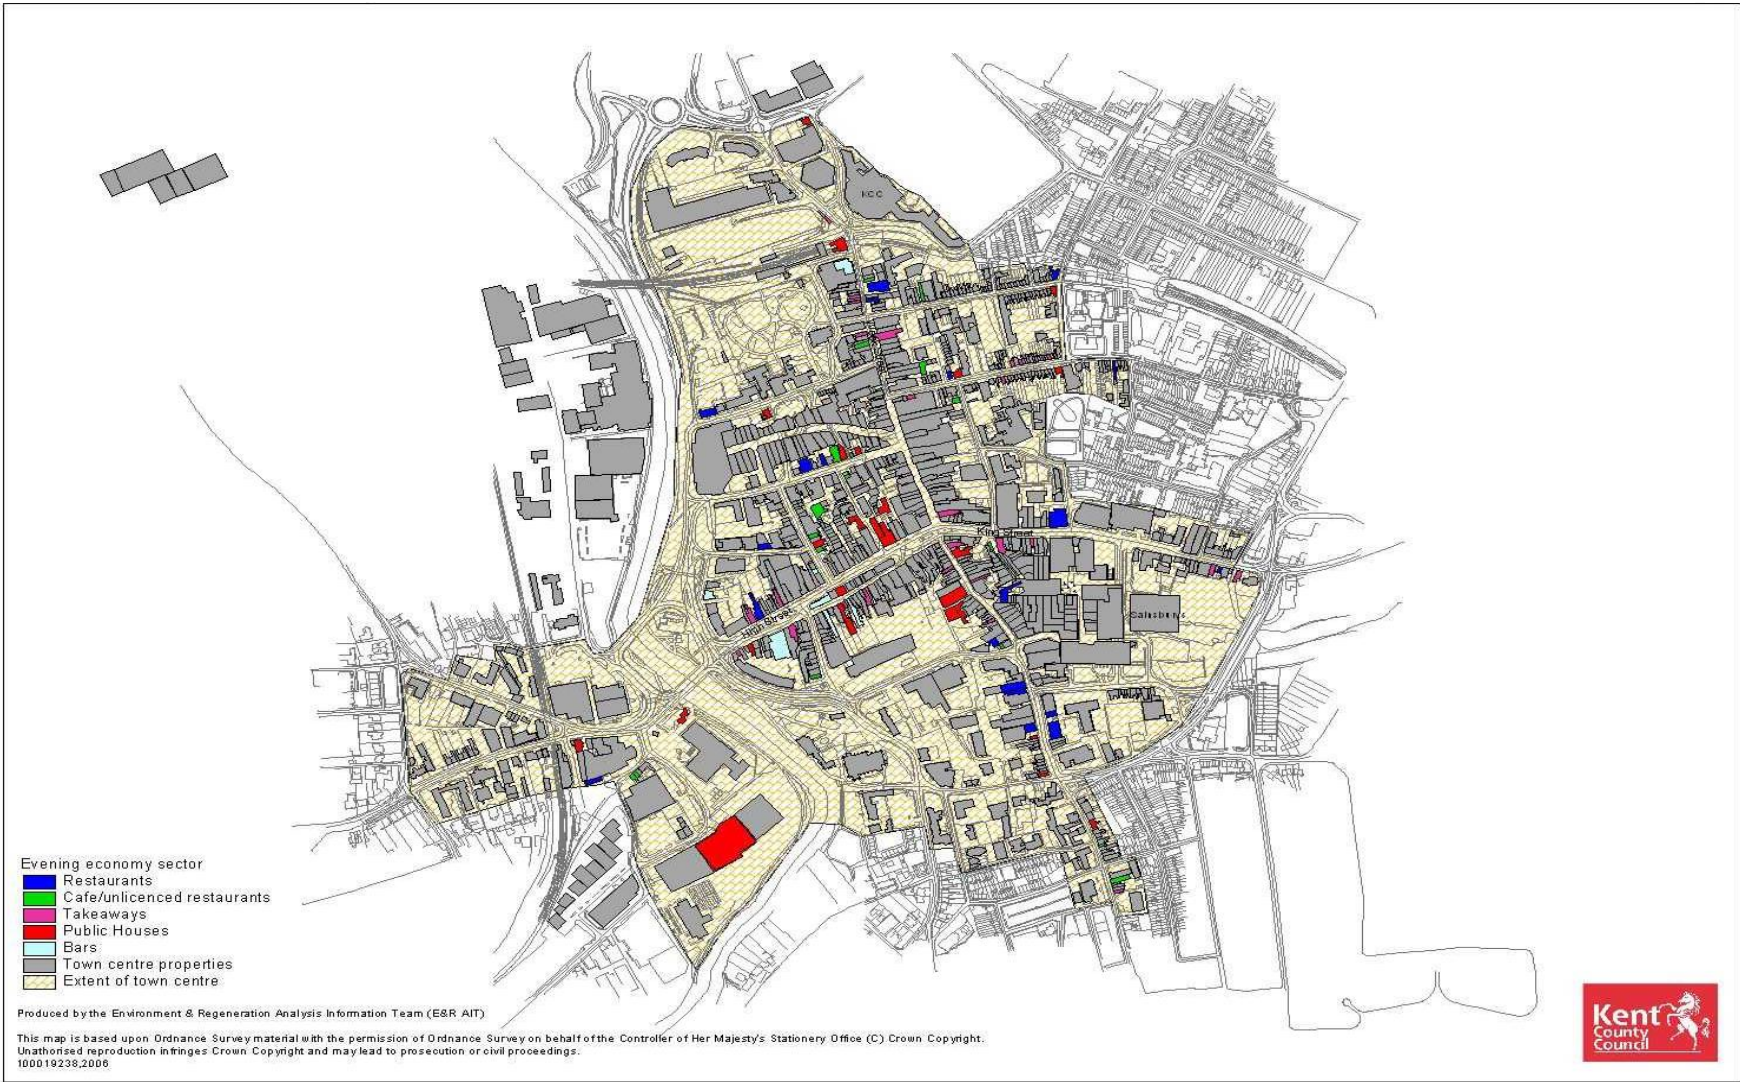 KCC
King Street
High Street
Sainsburys
Evening economy sector
Restaurants
Cafe/unlicenced restaurants
Takeaways
Public Houses
Bars
Town centre properties
Extent of town centre
Produced by the Environment & Regeneration Analysis Information Team (E&R AIT)
This map is based upon Ordnance Survey material with the permission of Ordnance Survey on behalf of the Controller of Her Majesty's Stationery Office (C) Crown Copyright.
Unathorised reproduction infringes Crown Copyright and may lead to prosecution or civil proceedings.
100019238,2006
Kent
County
Council